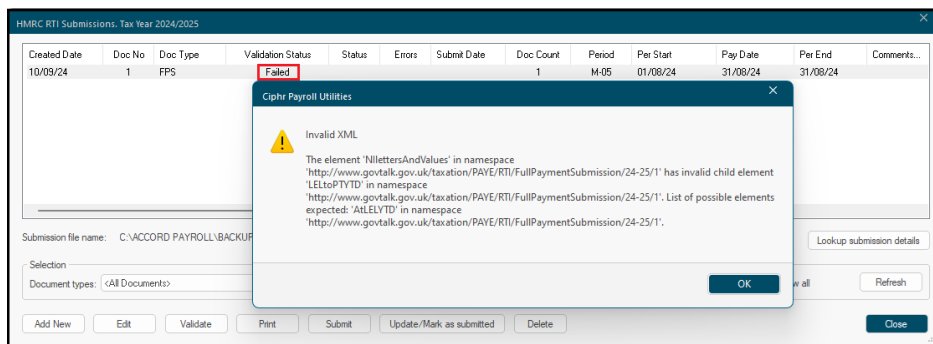 HMRC RTI Submissions. Tax Year 2024/2025
Created Date Doc No Doc Type Validation Status Status Errors Submit Date Doc Count Period Per Start Pay Date Per End Comments...
10/09/24 1 FPS Failed 1 M-05 01/08/24 31/08/24 31/08/24
Ciphr Payroll Utilities
Invalid XML
The element 'NIlettersAndValues' in namespace
'http://www.govtalk.gov.uk/taxation/PAYE/RTI/FullPaymentSubmission/24-25/1' has invalid child element
'LELtoPTYTD' in namespace
'http://www.govtalk.gov.uk/taxation/PAYE/RTI/FullPaymentSubmission/24-25/1'. List of possible elements
expected: 'AtLELYTD' in namespace
'http://www.govtalk.gov.uk/taxation/PAYE/RTI/FullPaymentSubmission/24-25/1'.
OK
Submission file name: C:\ACCORD PAYROLL\BACKUP Lookup submission details
Selection
Document types: <All Documents> w all Refresh
Add New Edit Validate Print Submit Update/Mark as submitted Delete Close